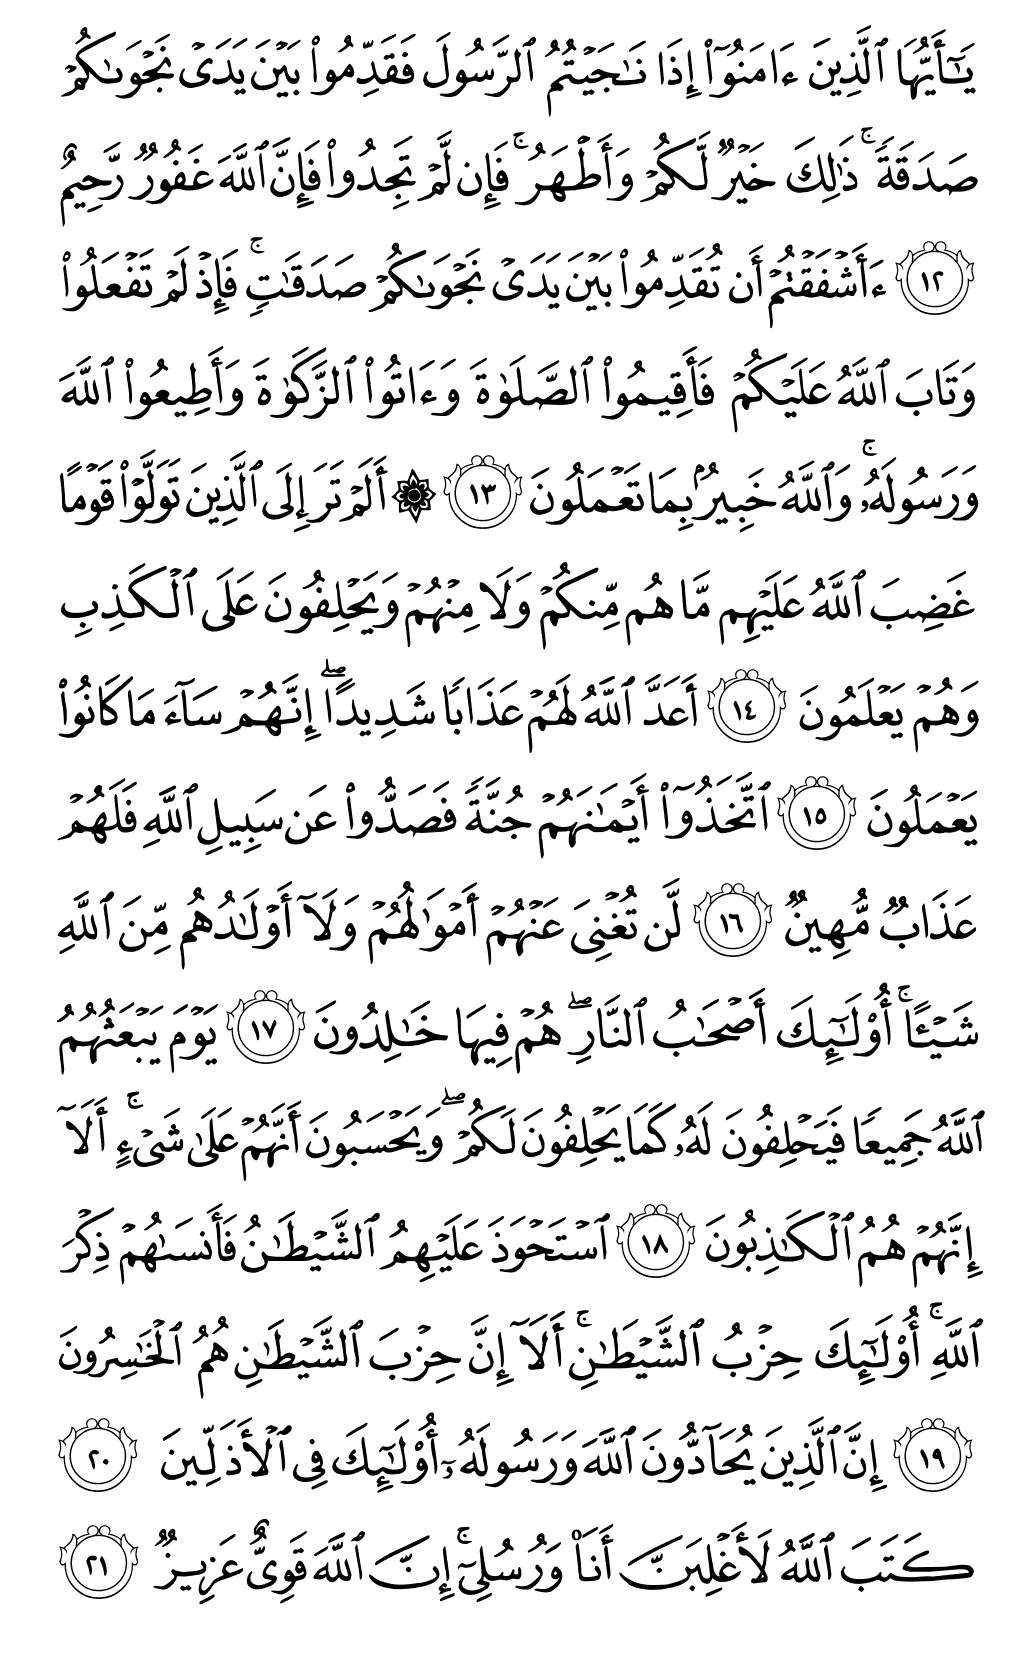 يَـٰٓأَيُّهَا ٱلَّذِينَ ءَامَنُوٓا۟ إِذَا نَـٰجَيْتُمُ ٱلرَّسُولَ فَقَدِّمُوا۟ بَيْنَ يَدَىْ نَجْوَىٰكُمْ
صَدَقَةً ۚ ذَٰلِكَ خَيْرٌ لَّكُمْ وَأَطْهَرُ ۚ فَإِن لَّمْ تَجِدُوا۟ فَإِنَّ ٱللَّهَ غَفُورٌ رَّحِيمٌ
١٢ ءَأَشْفَقْتُمْ أَن تُقَدِّمُوا۟ بَيْنَ يَدَىْ نَجْوَىٰكُمْ صَدَقَـٰتٍ ۚ فَإِذْ لَمْ تَفْعَلُوا۟
وَتَابَ ٱللَّهُ عَلَيْكُمْ فَأَقِيمُوا۟ ٱلصَّلَوٰةَ وَءَاتُوا۟ ٱلزَّكَوٰةَ وَأَطِيعُوا۟ ٱللَّهَ
وَرَسُولَهُۥ ۚ وَٱللَّهُ خَبِيرٌۢ بِمَا تَعْمَلُونَ ١٣ ۞ أَلَمْ تَرَ إِلَى ٱلَّذِينَ تَوَلَّوْا۟ قَوْمًا
غَضِبَ ٱللَّهُ عَلَيْهِم مَّا هُم مِّنكُمْ وَلَا مِنْهُمْ وَيَحْلِفُونَ عَلَى ٱلْكَذِبِ
وَهُمْ يَعْلَمُونَ ١٤ أَعَدَّ ٱللَّهُ لَهُمْ عَذَابًا شَدِيدًا ۖ إِنَّهُمْ سَآءَ مَا كَانُوا۟
يَعْمَلُونَ ١٥ ٱتَّخَذُوٓا۟ أَيْمَـٰنَهُمْ جُنَّةً فَصَدُّوا۟ عَن سَبِيلِ ٱللَّهِ فَلَهُمْ
عَذَابٌ مُّهِينٌ ١٦ لَّن تُغْنِىَ عَنْهُمْ أَمْوَٰلُهُمْ وَلَآ أَوْلَـٰدُهُم مِّنَ ٱللَّهِ
شَيْـًٔا ۚ أُو۟لَـٰٓئِكَ أَصْحَـٰبُ ٱلنَّارِ ۖ هُمْ فِيهَا خَـٰلِدُونَ ١٧ يَوْمَ يَبْعَثُهُمُ
ٱللَّهُ جَمِيعًا فَيَحْلِفُونَ لَهُۥ كَمَا يَحْلِفُونَ لَكُمْ ۖ وَيَحْسَبُونَ أَنَّهُمْ عَلَىٰ شَىْءٍ ۚ أَلَآ
إِنَّهُمْ هُمُ ٱلْكَـٰذِبُونَ ١٨ ٱسْتَحْوَذَ عَلَيْهِمُ ٱلشَّيْطَـٰنُ فَأَنسَىٰهُمْ ذِكْرَ
ٱللَّهِ ۚ أُو۟لَـٰٓئِكَ حِزْبُ ٱلشَّيْطَـٰنِ ۚ أَلَآ إِنَّ حِزْبَ ٱلشَّيْطَـٰنِ هُمُ ٱلْخَـٰسِرُونَ
١٩ إِنَّ ٱلَّذِينَ يُحَآدُّونَ ٱللَّهَ وَرَسُولَهُۥٓ أُو۟لَـٰٓئِكَ فِى ٱلْأَذَلِّينَ ٢٠
كَتَبَ ٱللَّهُ لَأَغْلِبَنَّ أَنَا۠ وَرُسُلِىٓ ۚ إِنَّ ٱللَّهَ قَوِىٌّ عَزِيزٌ ٢١